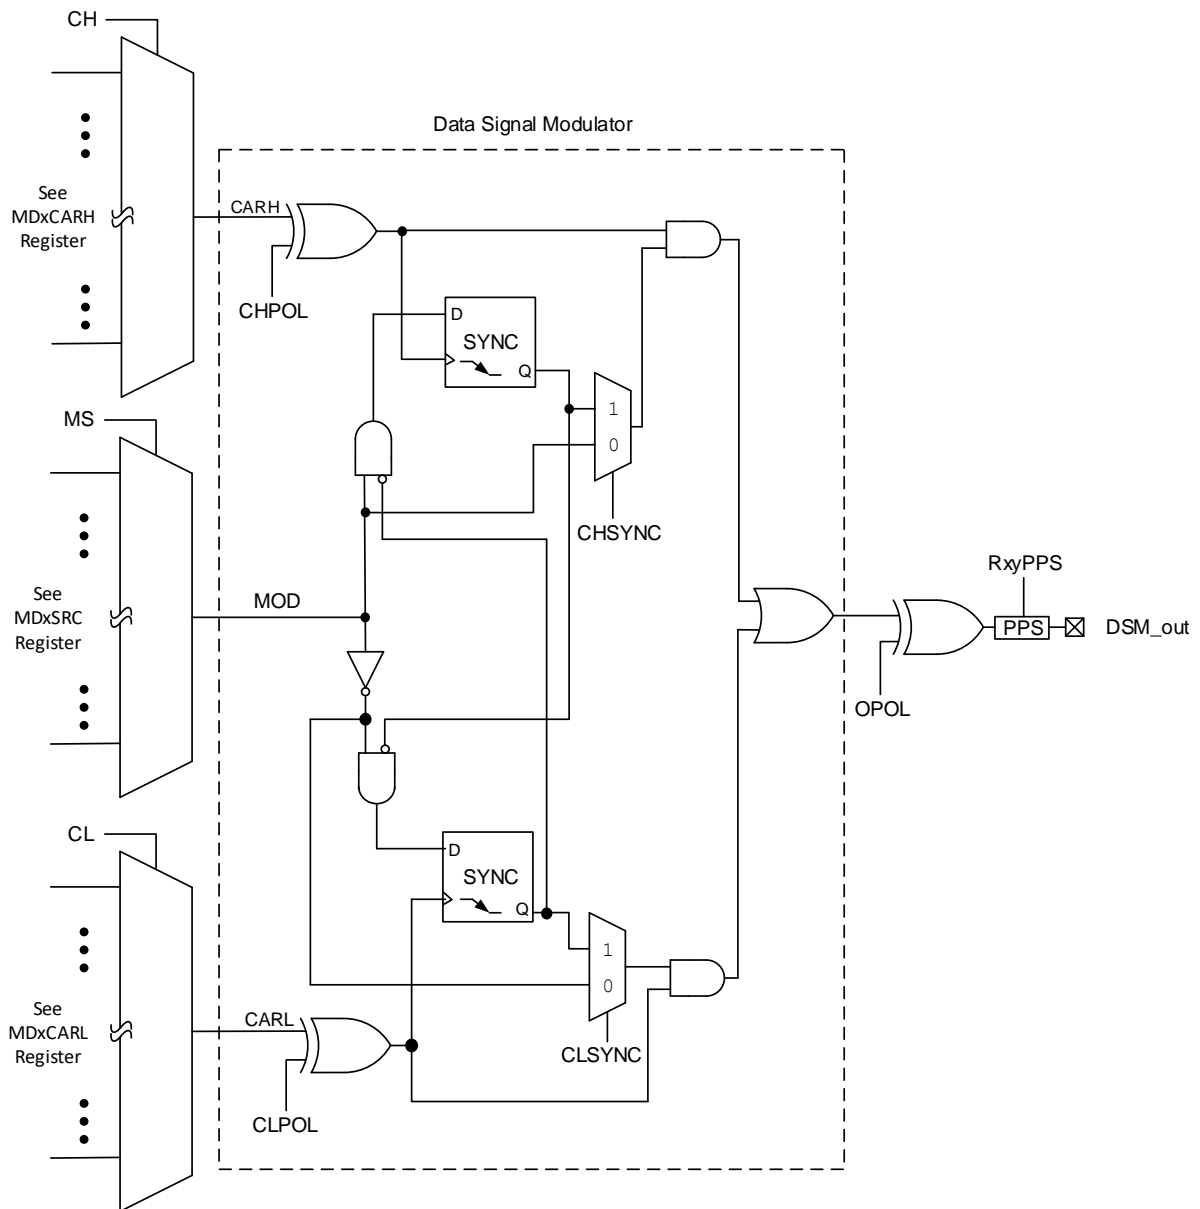 CH
Data Signal Modulator
See
MDxCARH
Register
CARH
CHPOL
D
SYNC
Q
1
0
CHSYNC
MS
See
MDxSRC
Register
MOD
RxyPPS
PPS
DSM_out
OPOL
CL
D
SYNC
Q
1
0
CLSYNC
See
MDxCARL
Register
CARL
CLPOL